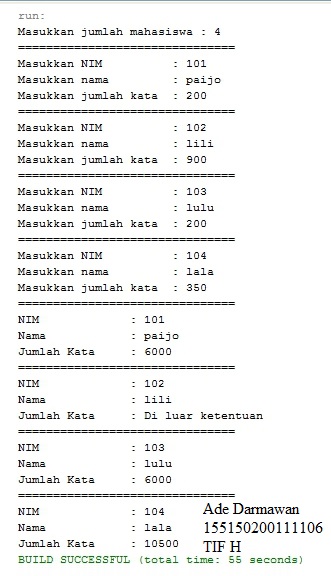 run:
Masukkan jumlah mahasiswa : 4
==============================
Masukkan NIM : 101
Masukkan nama : paijo
Masukkan jumlah kata : 200
==============================
Masukkan NIM : 102
Masukkan nama : lili
Masukkan jumlah kata : 900
==============================
Masukkan NIM : 103
Masukkan nama : lulu
Masukkan jumlah kata : 200
==============================
Masukkan NIM : 104
Masukkan nama : lala
Masukkan jumlah kata : 350
==============================
NIM : 101
Nama : paijo
Jumlah Kata : 6000
==============================
NIM : 102
Nama : lili
Jumlah Kata : Di luar ketentuan
==============================
NIM : 103
Nama : lulu
Jumlah Kata : 6000
==============================
NIM : 104
Nama : lala
Jumlah Kata : 10500
BUILD SUCCESSFUL (total time: 55 seconds)
Ade Darmawan
155150200111106
TIF H